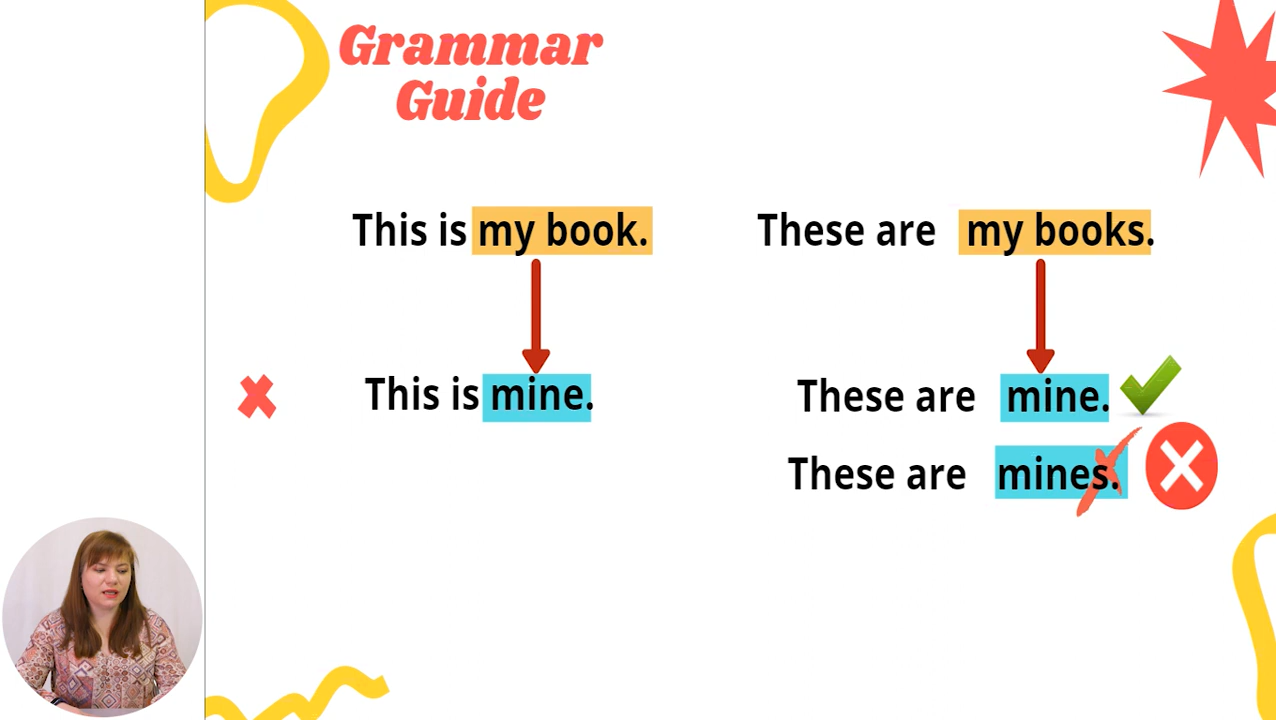 Grammar
Guide
This is my book.
These are my books.
This is mine.
These are mine.
These are mines.